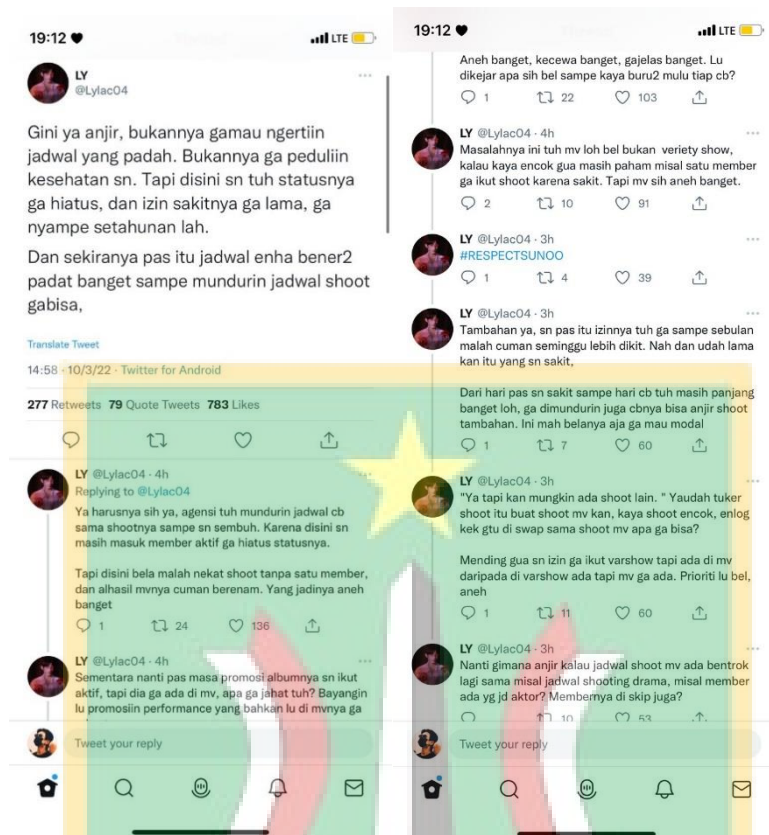 19:12
LTE
LY
@Lylac04
Gini ya anjir, bukannya gamau ngertiin
jadwal yang padah. Bukannya ga peduliin
kesehatan sn. Tapi disini sn tuh statusnya
ga hiatus, dan izin sakitnya ga lama, ga
nyampe setahunan lah.
Dan sekiranya pas itu jadwal enha bener2
padat banget sampe mundurin jadwal shoot
gabisa,
Translate Tweet
14:58 · 10/3/22 · Twitter for Android
277 Retweets 79 Quote Tweets 783 Likes
LY @Lylac04 · 4h
Replying to @Lylac04
Ya harusnya sih ya, agensi tuh mundurin jadwal cb
sama shootnya sampe sn sembuh. Karena disini sn
masih masuk member aktif ga hiatus statusnya.
Tapi disini bela malah nekat shoot tanpa satu member,
dan alhasil mvnya cuman berenam. Yang jadinya aneh
banget
1 24 136
LY @Lylac04 · 4h
Sementara nanti pas masa promosi albumnya sn ikut
aktif, tapi dia ga ada di mv, apa ga jahat tuh? Bayangin
lu promosiin performance yang bahkan lu di mvnya ga
Tweet your reply
19:12
LTE
Aneh banget, kecewa banget, gajelas banget. Lu
dikejar apa sih bel sampe kaya buru2 mulu tiap cb?
1 22 103
LY @Lylac04 · 4h
Masalahnya ini tuh mv loh bel bukan veriety show,
kalau kaya encok gua masih paham misal satu member
ga ikut shoot karena sakit. Tapi mv sih aneh banget.
2 10 91
LY @Lylac04 · 3h
#RESPECTSUNOO
1 4 39
LY @Lylac04 · 3h
Tambahan ya, sn pas itu izinnya tuh ga sampe sebulan
malah cuman seminggu lebih dikit. Nah dan udah lama
kan itu yang sn sakit,
Dari hari pas sn sakit sampe hari cb tuh masih panjang
banget loh, ga dimundurin juga cbnya bisa anjir shoot
tambahan. Ini mah belanya aja ga mau modal
1 7 60
LY @Lylac04 · 3h
"Ya tapi kan mungkin ada shoot lain. " Yaudah tuker
shoot itu buat shoot mv kan, kaya shoot encok, enlog
kek gtu di swap sama shoot mv apa ga bisa?
Mending gua sn izin ga ikut varshow tapi ada di mv
daripada di varshow ada tapi mv ga ada. Prioriti lu bel,
aneh
1 11 60
LY @Lylac04 · 3h
Nanti gimana anjir kalau jadwal shoot mv ada bentrok
lagi sama misal jadwal shooting drama, misal member
ada yg jd aktor? Membernya di skip juga?
10 53
Tweet your reply